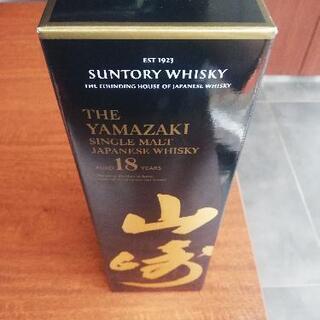 EST 1923
SUNTORY WHISKY
THE FOUNDING HOUSE OF JAPANESE WHISKY
THE
YAMAZAKI
SINGLE MALT
JAPANESE WHISKY
AGED 18 YEARS
山崎